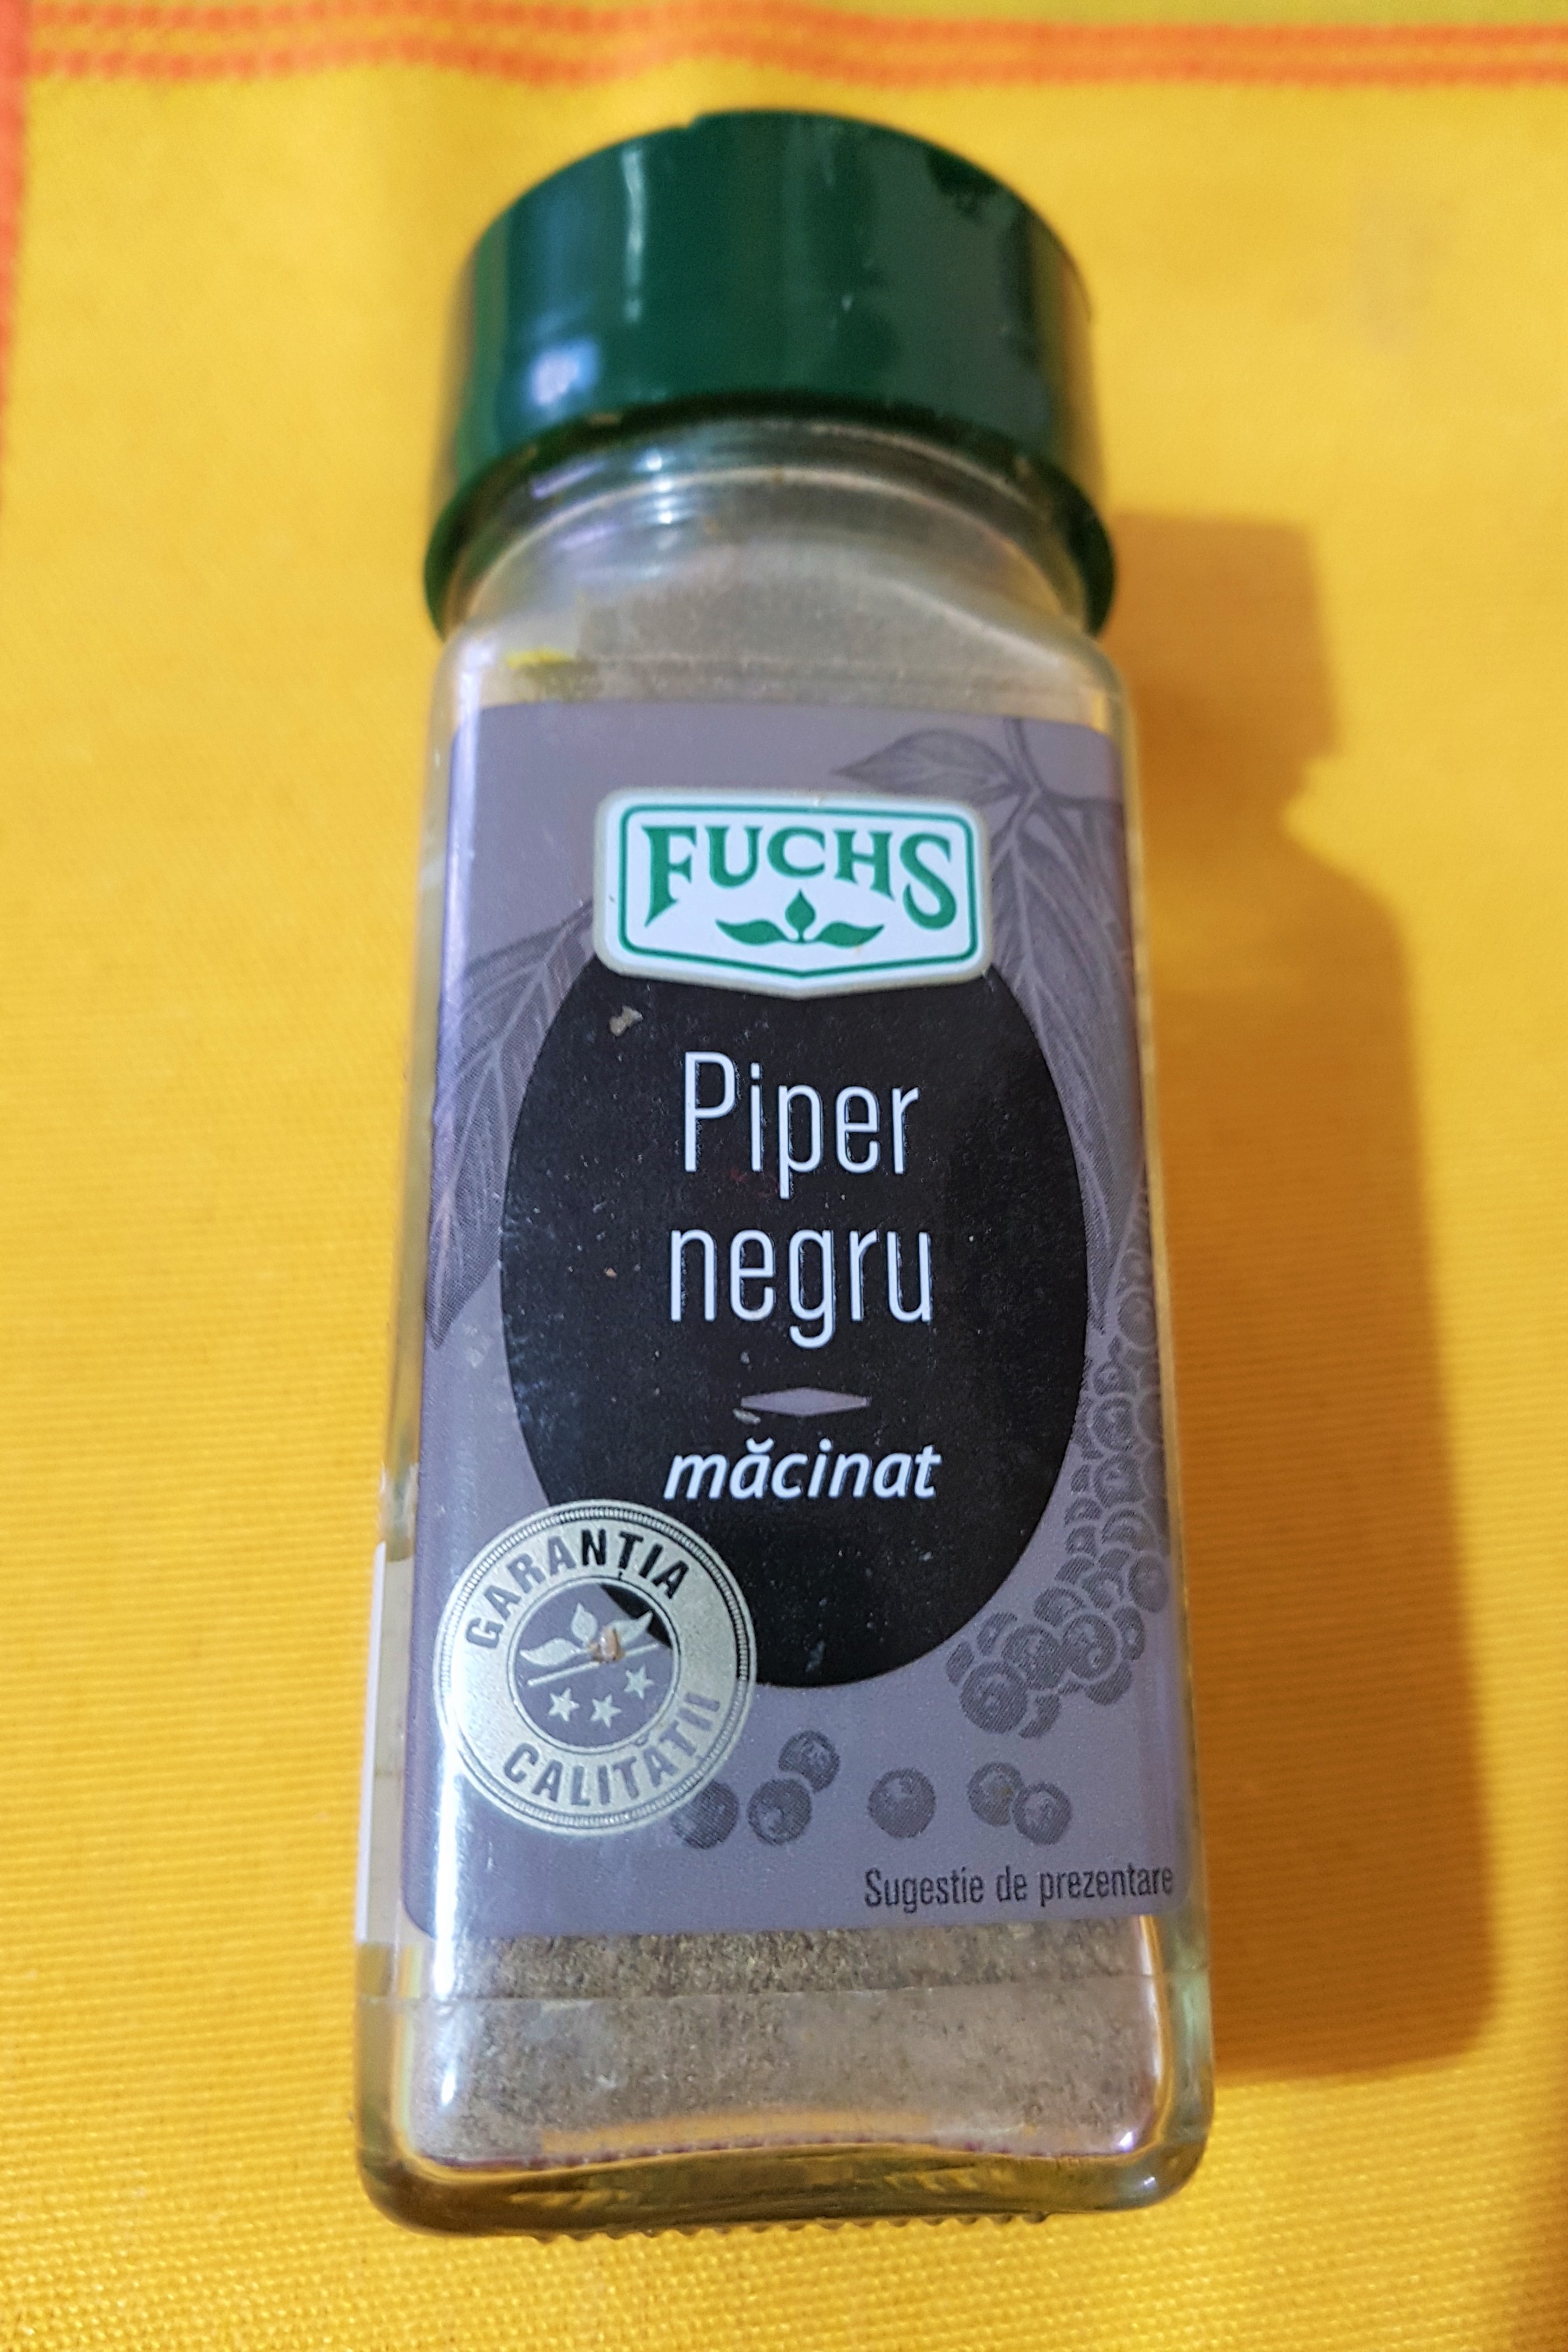 FUCHS
Piper
negru
măcinat
GARANȚIA
CALITĂȚII
Sugestie de prezentare